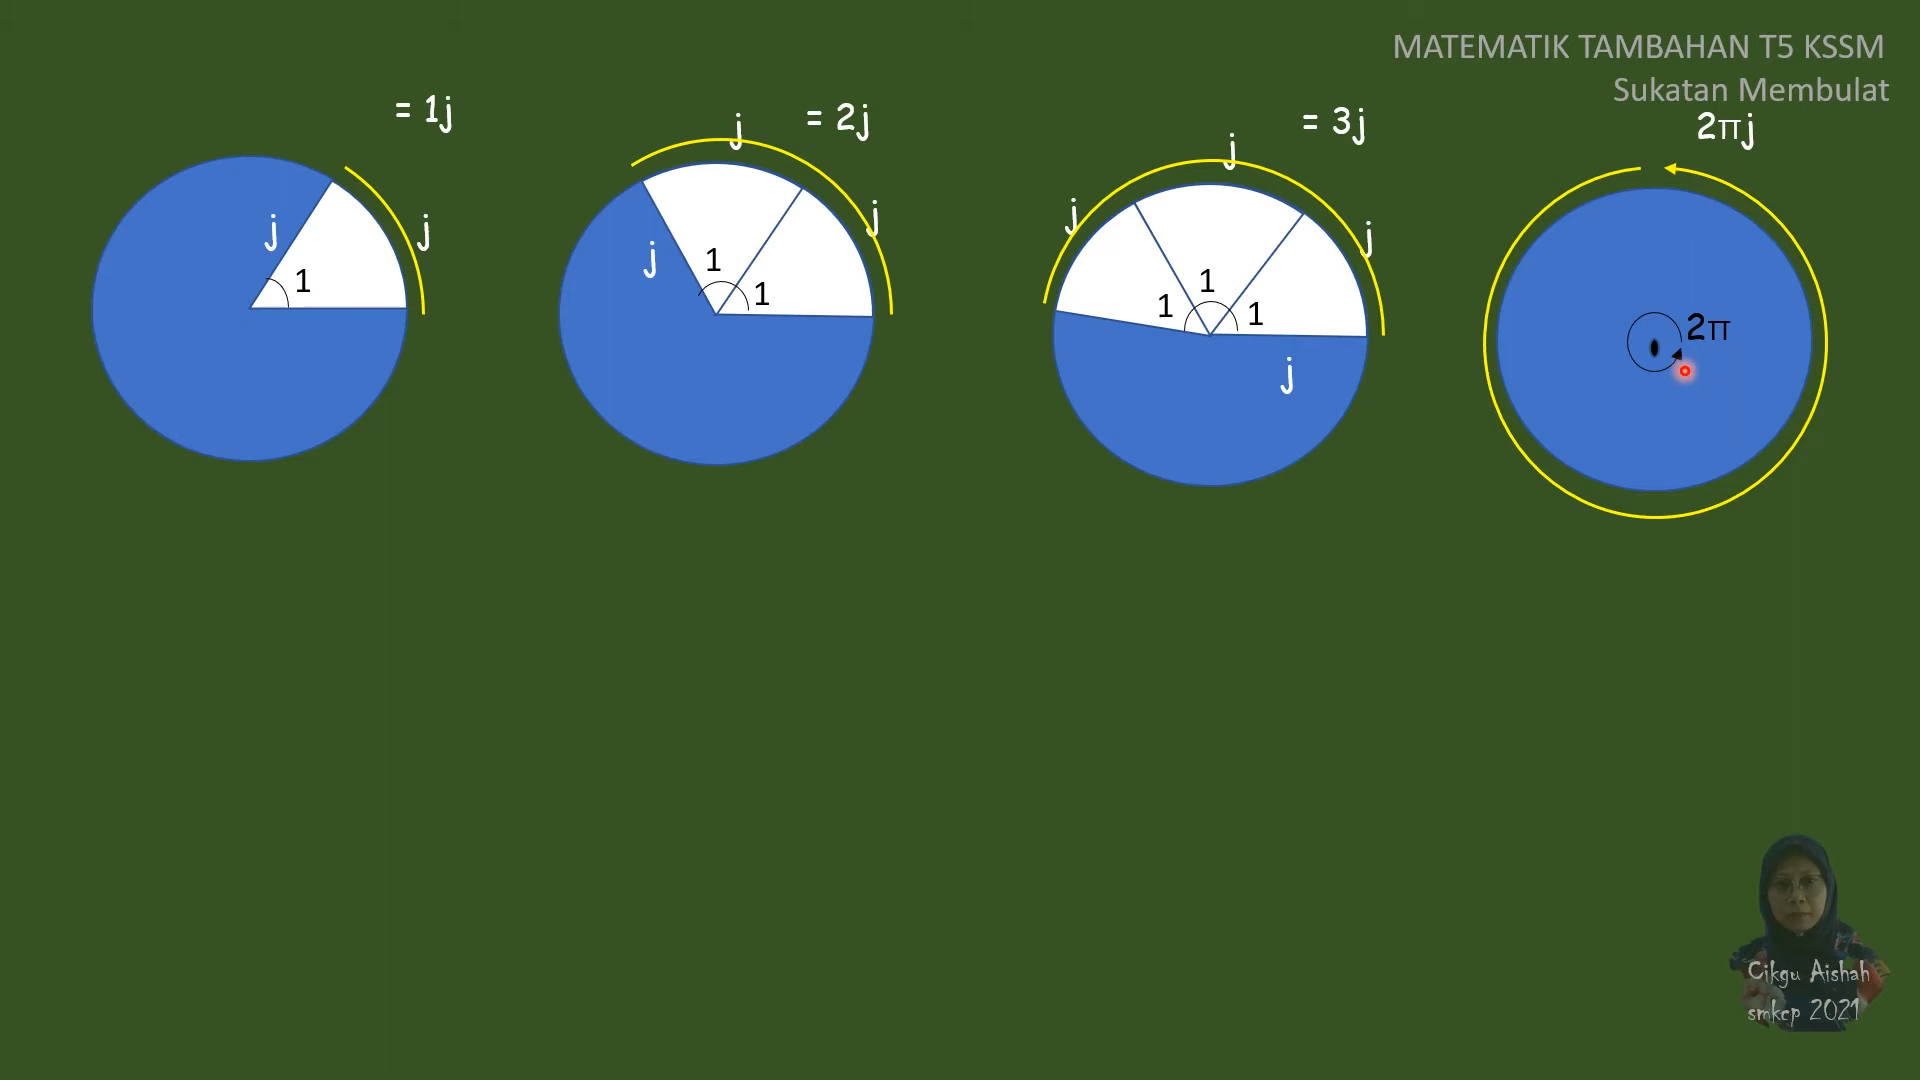 MATEMATIK TAMBAHAN T5 KSSM
Sukatan Membulat
= 1j
j
j
1
= 2j
j
j
j
1
1
= 3j
j
j
j
1
1
1
j
2πj
2π
Cikgu Aishah
smkcp 2021